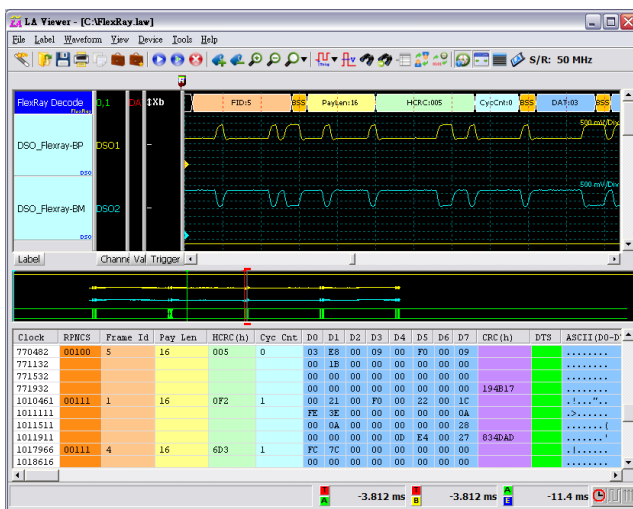 LA Viewer - [C:\FlexRay.law]
File Label Waveform View Device Tools Help
S/R: 50 MHz
FlexRay Decode 0,1 DA ‡Xb FID:5 BSS PayLen:16 HCRC:005 CycCnt:0 BSS DAT:03 BSS
FlexRay
500 mV/Div
DSO_Flexray-BP DSO1 -
DSO
500 mV/Div
DSO_Flexray-BM DSO2 -
DSO
Label Channe Val Trigger
Clock RPNCS Frame Id Pay Len HCRC(h) Cyc Cnt D0 D1 D2 D3 D4 D5 D6 D7 CRC(h) DTS ASCII(D0-D
770482 00100 5 16 005 0 03 E8 00 09 00 F0 00 09 ........
771132 00 1B 00 00 00 00 00 00 ........
771532 00 00 00 00 00 00 00 00 ........
771932 00 00 00 00 00 00 00 00 194B17 ........
1010461 00111 1 16 0F2 1 00 21 00 F0 00 22 00 1C .!..."..
1011111 FE 3E 00 00 00 00 00 0A .>......
1011511 00 0A 00 00 00 00 00 28 .......(
1011911 00 00 00 00 0D E4 00 27 834DAD .......'
1017966 00111 4 16 6D3 1 FC 7C 00 00 00 00 00 00 .|......
1018616 00 00 00 00 00 00 00 00 ........
T A -3.812 ms T B -3.812 ms A E -11.4 ms